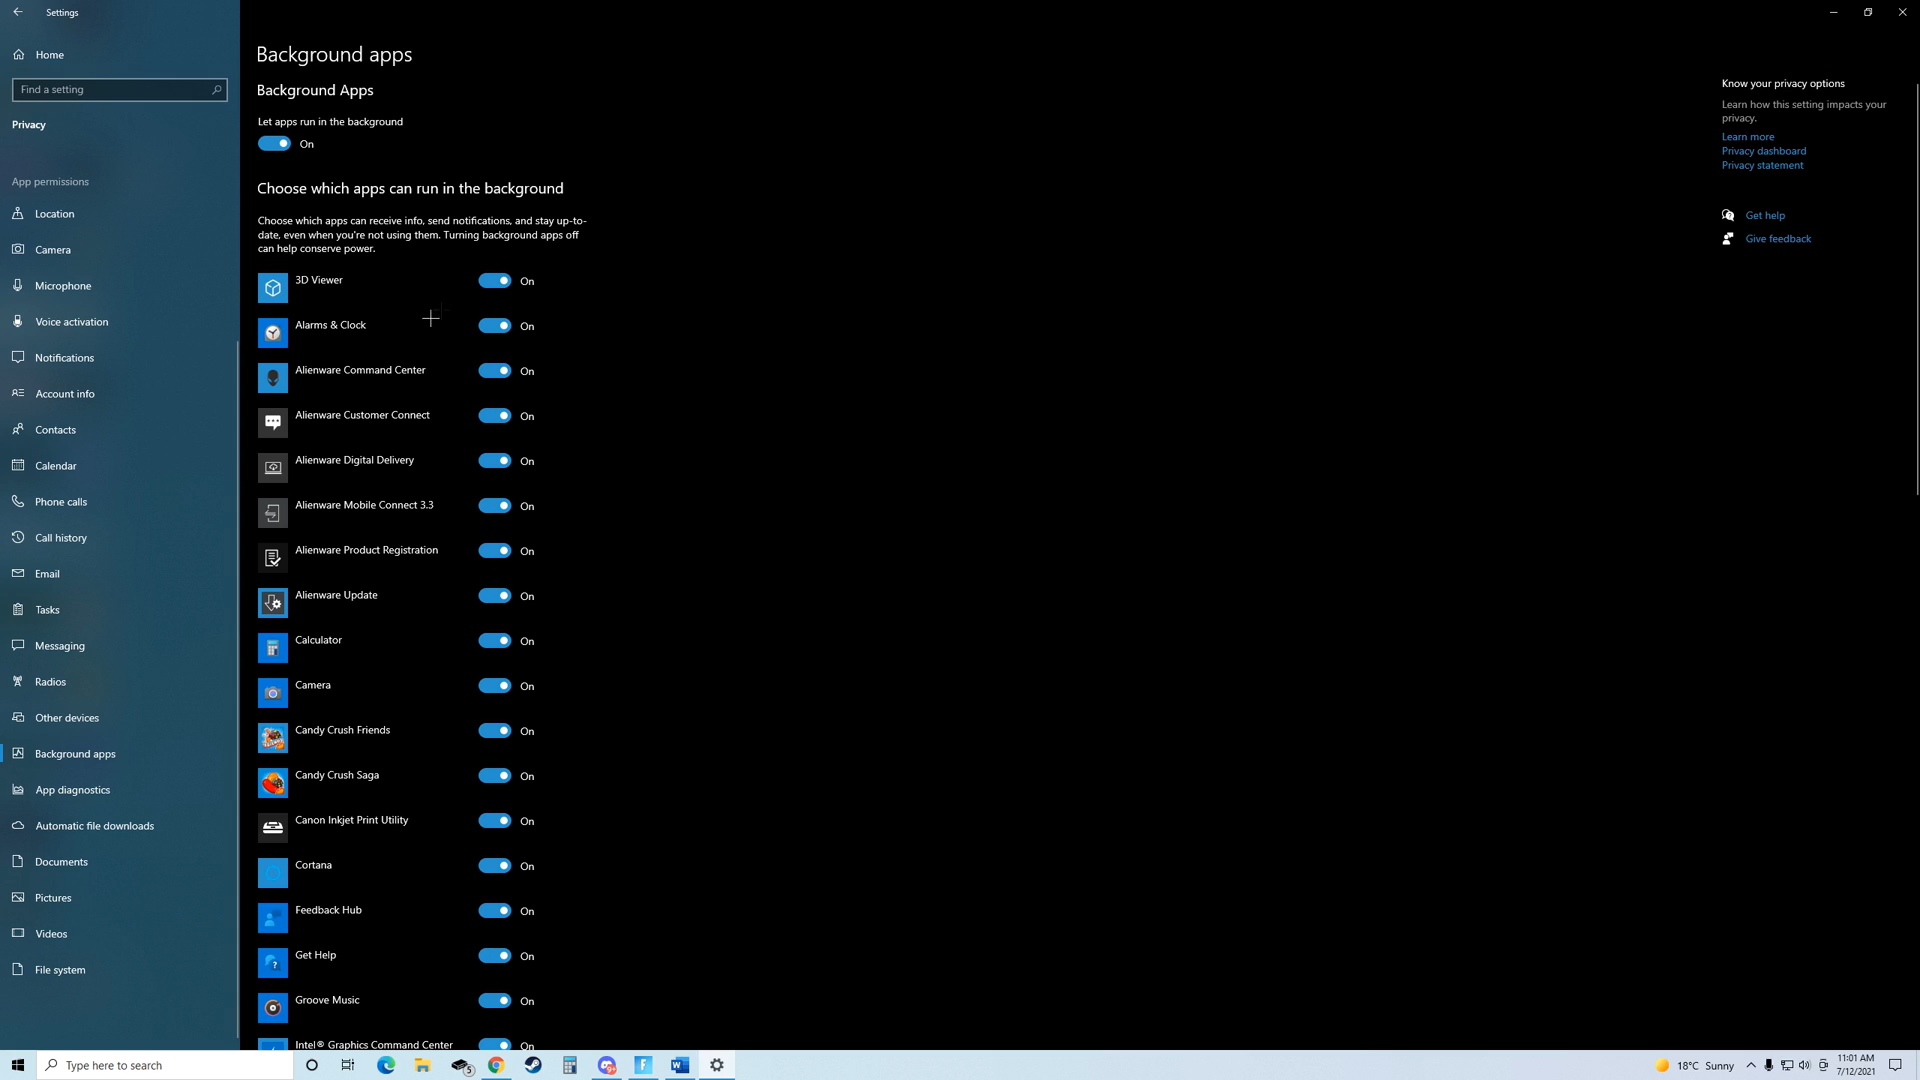 Settings
Home
Find a setting
Privacy
App permissions
Location
Camera
Microphone
Voice activation
Notifications
Account info
Contacts
Calendar
Phone calls
Call history
Email
Tasks
Messaging
Radios
Other devices
Background apps
App diagnostics
Automatic file downloads
Documents
Pictures
Videos
File system
Background apps
Background Apps
Let apps run in the background
On
Choose which apps can run in the background
Choose which apps can receive info, send notifications, and stay up-to-
date, even when you're not using them. Turning background apps off
can help conserve power.
3D Viewer On
Alarms & Clock On
Alienware Command Center On
Alienware Customer Connect On
Alienware Digital Delivery On
Alienware Mobile Connect 3.3 On
Alienware Product Registration On
Alienware Update On
Calculator On
Camera On
Candy Crush Friends On
Candy Crush Saga On
Canon Inkjet Print Utility On
Cortana On
Feedback Hub On
Get Help On
Groove Music On
Intel® Graphics Command Center On
Know your privacy options
Learn how this setting impacts your
privacy.
Learn more
Privacy dashboard
Privacy statement
Get help
Give feedback
Type here to search
5
9+
18°C Sunny
11:01 AM
7/12/2021